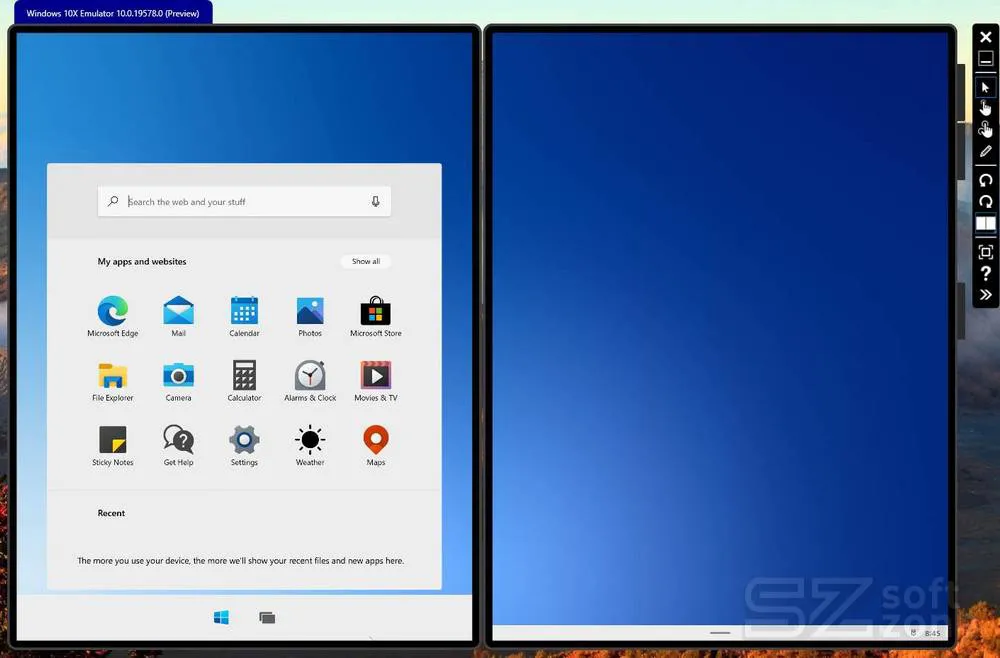 Windows 10X Emulator 10.0.19578.0 (Preview)
Search the web and your stuff
My apps and websites
Show all
Microsoft Edge
Mail
Calendar
Photos
Microsoft Store
File Explorer
Camera
Calculator
Alarms & Clock
Movies & TV
Sticky Notes
Get Help
Settings
Weather
Maps
Recent
The more you use your device, the more we'll show your recent files and new apps here.
SZ soft
zone
8:45